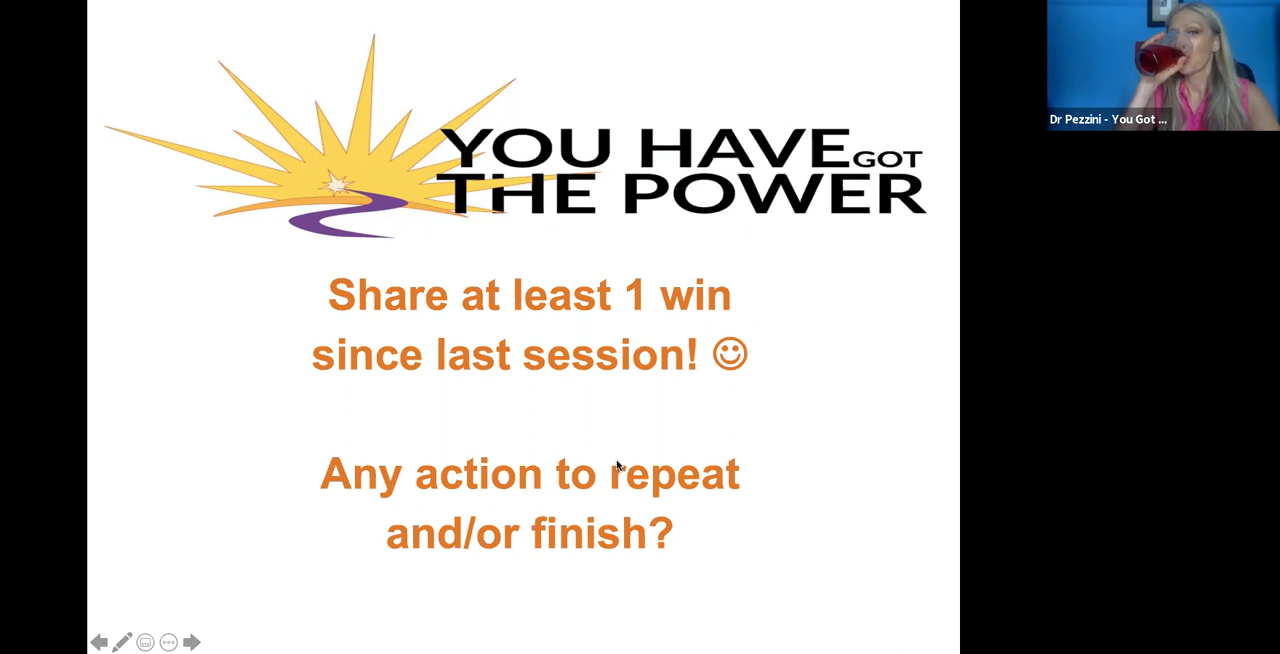 YOU HAVE GOT
THE POWER
Share at least 1 win
since last session! ☺
Any action to repeat
and/or finish?
Dr Pezzini - You Got ...